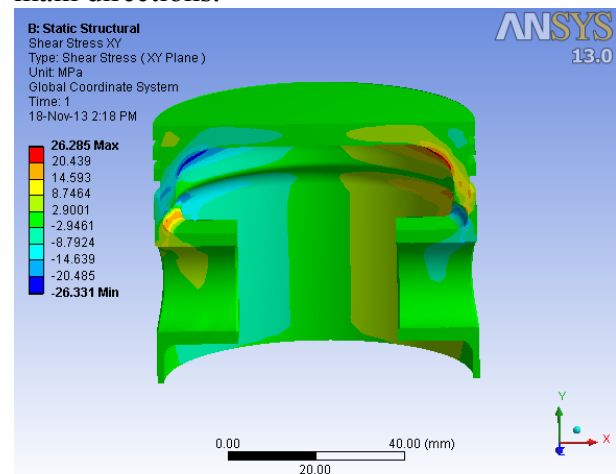 main directions.
B: Static Structural
Shear Stress XY
Type: Shear Stress ( XY Plane )
Unit: MPa
Global Coordinate System
Time: 1
18-Nov-13 2:18 PM
26.285 Max
20.439
14.593
8.7464
2.9001
-2.9461
-8.7924
-14.639
-20.485
-26.331 Min
ANSYS
13.0
Y
X
Z
0.00
40.00 (mm)
20.00